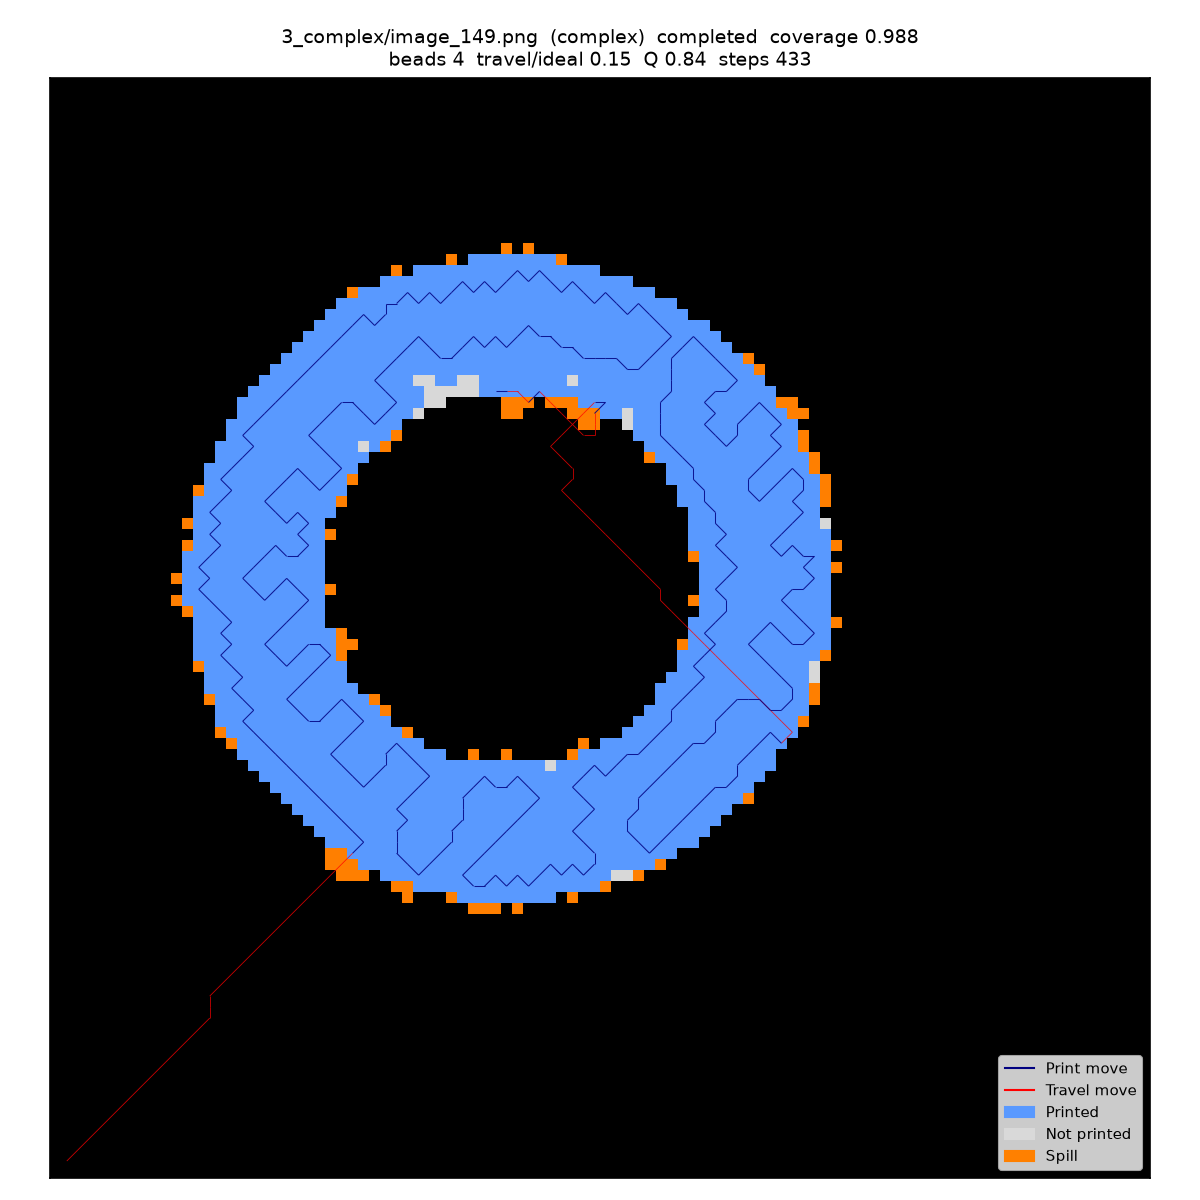 3_complex/image_149.png  (complex)  completed  coverage 0.988
beads 4  travel/ideal 0.15  Q 0.84  steps 433
Print move
Travel move
Printed
Not printed
Spill